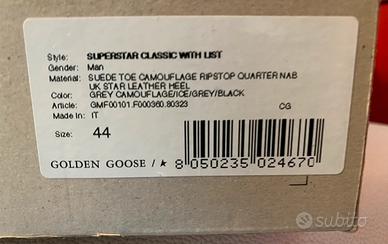 Style: SUPERSTAR CLASSIC WITH LIST
Gender: Man
Material: SUEDE TOE CAMOUFLAGE RIPSTOP QUARTER NAB
UK STAR LEATHER HEEL
Color: GREY CAMOUFLAGE/ICE/GREY/BLACK
Article: GMF00101.F000360.80323 CG
Made In: IT
Size: 44
GOLDEN GOOSE /
8 050235 024670
subito